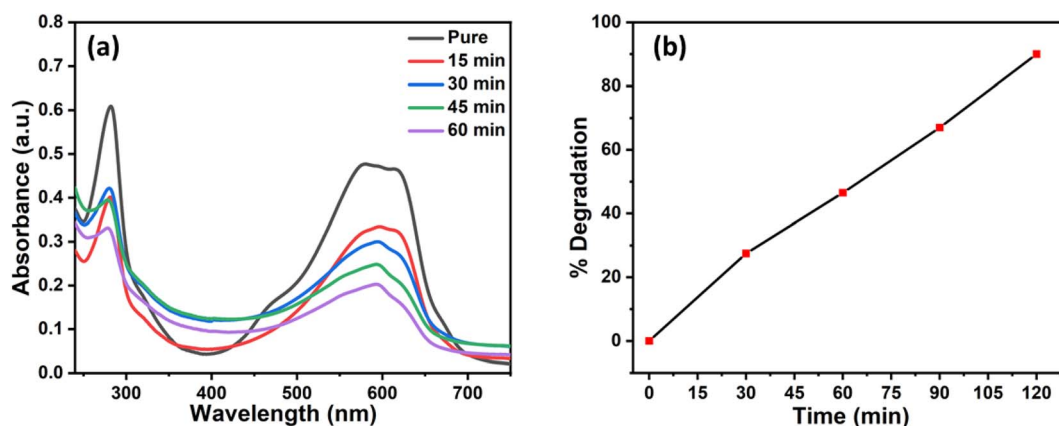 (a)
Pure
15 min
30 min
45 min
60 min
Absorbance (a.u.)
0.8
0.7
0.6
0.5
0.4
0.3
0.2
0.1
0.0
300 400 500 600 700
Wavelength (nm)
(b)
% Degradation
100
80
60
40
20
0
0 15 30 45 60 75 90 105 120
Time (min)